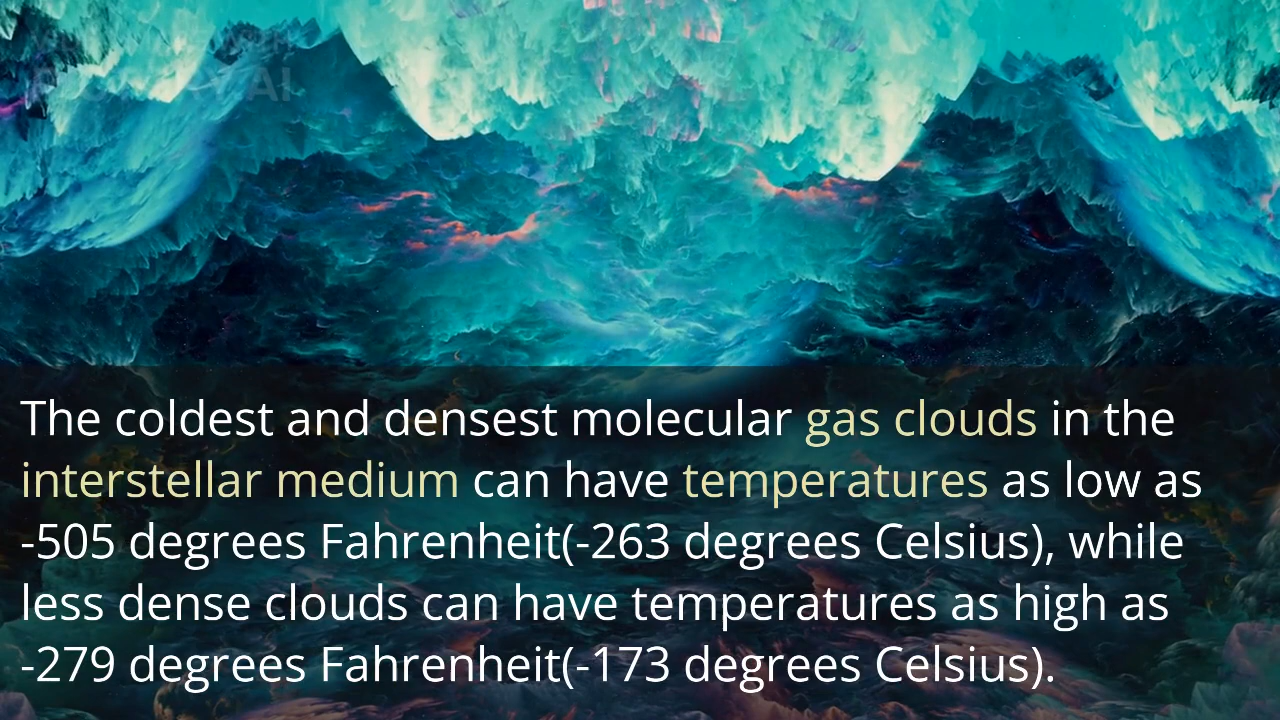 The coldest and densest molecular gas clouds in the
interstellar medium can have temperatures as low as
-505 degrees Fahrenheit(-263 degrees Celsius), while
less dense clouds can have temperatures as high as
-279 degrees Fahrenheit(-173 degrees Celsius).